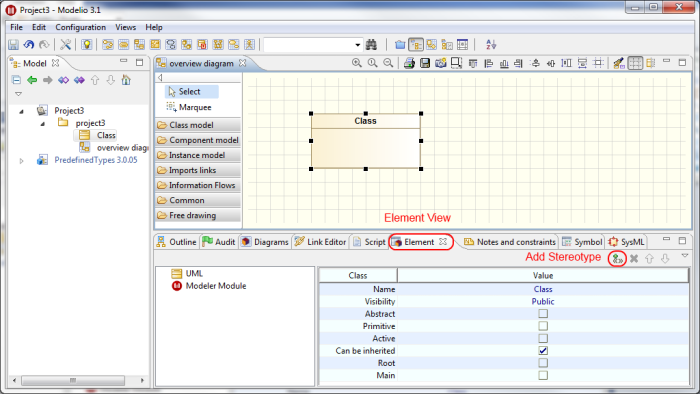 Project3 - Modelio 3.1
File Edit Configuration Views Help
Model
Project3
project3
Class
overview diag
PredefinedTypes 3.0.05
overview diagram
Select
Marquee
Class model
Component model
Instance model
Imports links
Information Flows
Common
Free drawing
Class
Element View
Outline Audit Diagrams Link Editor Script Element Notes and constraints Symbol SysML
Add Stereotype
UML
Modeler Module
Class Value
Name Class
Visibility Public
Abstract
Primitive
Active
Can be inherited
Root
Main